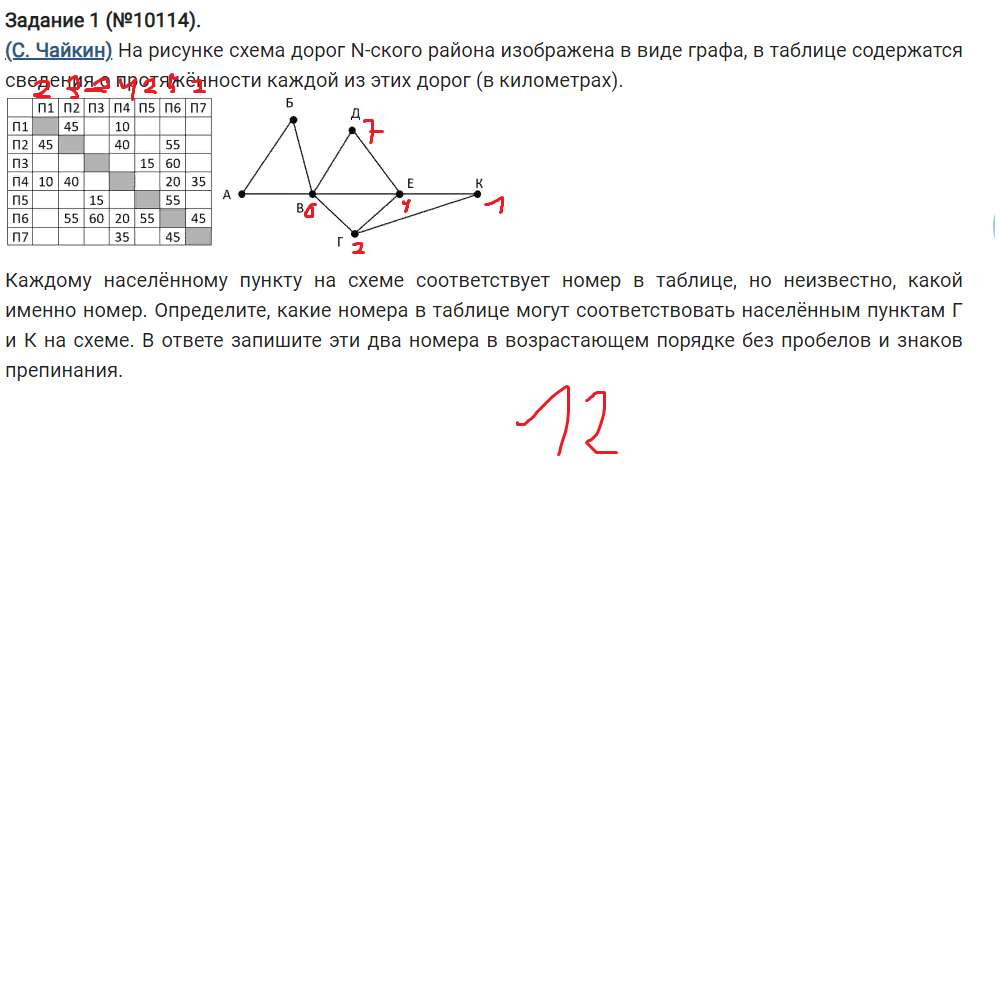 Задание 1 (№10114).
(С. Чайкин) На рисунке схема дорог N-ского района изображена в виде графа, в таблице содержатся
сведения о протяжённости каждой из этих дорог (в километрах).
2 3 2 4 2 5 2
П1 П2 П3 П4 П5 П6 П7
П1 45 10
П2 45 40 55
П3 15 60
П4 10 40 20 35
П5 15 55
П6 55 60 20 55 45
П7 35 45
Б
Д 7
А
В 6
Е 4
К 1
Г 2
Каждому населённому пункту на схеме соответствует номер в таблице, но неизвестно, какой
именно номер. Определите, какие номера в таблице могут соответствовать населённым пунктам Г
и К на схеме. В ответе запишите эти два номера в возрастающем порядке без пробелов и знаков
препинания.
12